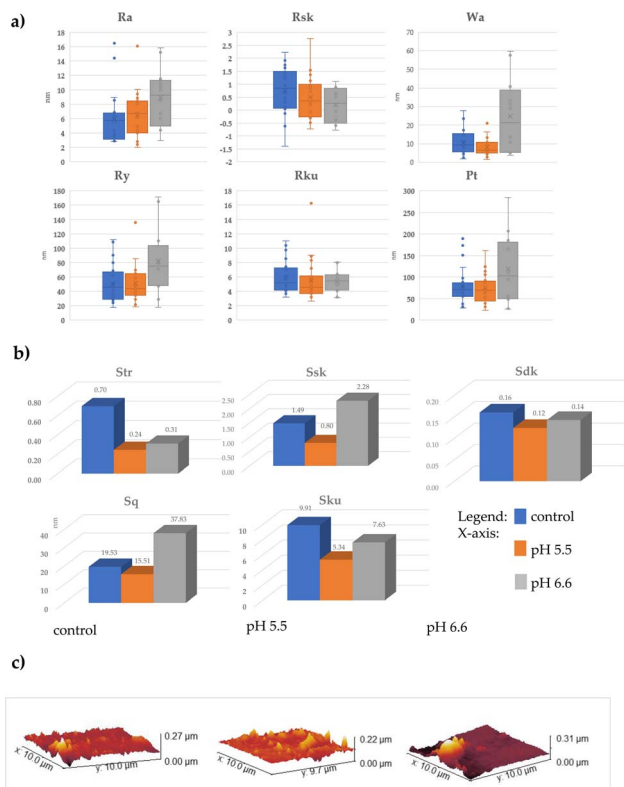 a)
Ra
18
16
14
12
10
8
6
4
2
0
nm
Rsk
3
2.5
2
1.5
1
0.5
0
-0.5
-1
-1.5
-2
Wa
70
60
50
40
30
20
10
0
nm
Ry
180
160
140
120
100
80
60
40
20
0
nm
Rku
18
16
14
12
10
8
6
4
2
0
Pt
300
250
200
150
100
50
0
nm
b)
Str
0.80
0.60
0.40
0.20
0.00
0.70
0.24
0.31
Ssk
2.50
2.00
1.50
1.00
0.50
0.00
1.49
0.80
2.28
Sdk
0.20
0.15
0.10
0.05
0.00
0.16
0.12
0.14
Sq
nm
40
30
20
10
0
19.53
15.51
37.83
Sku
10
8
6
4
2
0
9.91
5.34
7.63
Legend:
X-axis:
control
pH 5.5
pH 6.6
control pH 5.5 pH 6.6
c)
0.27 µm
0.00 µm
x: 10.0 µm
y: 10.0 µm
0.22 µm
0.00 µm
x: 10.0 µm
y: 9.7 µm
0.31 µm
0.00 µm
x: 10.0 µm
y: 10.0 µm